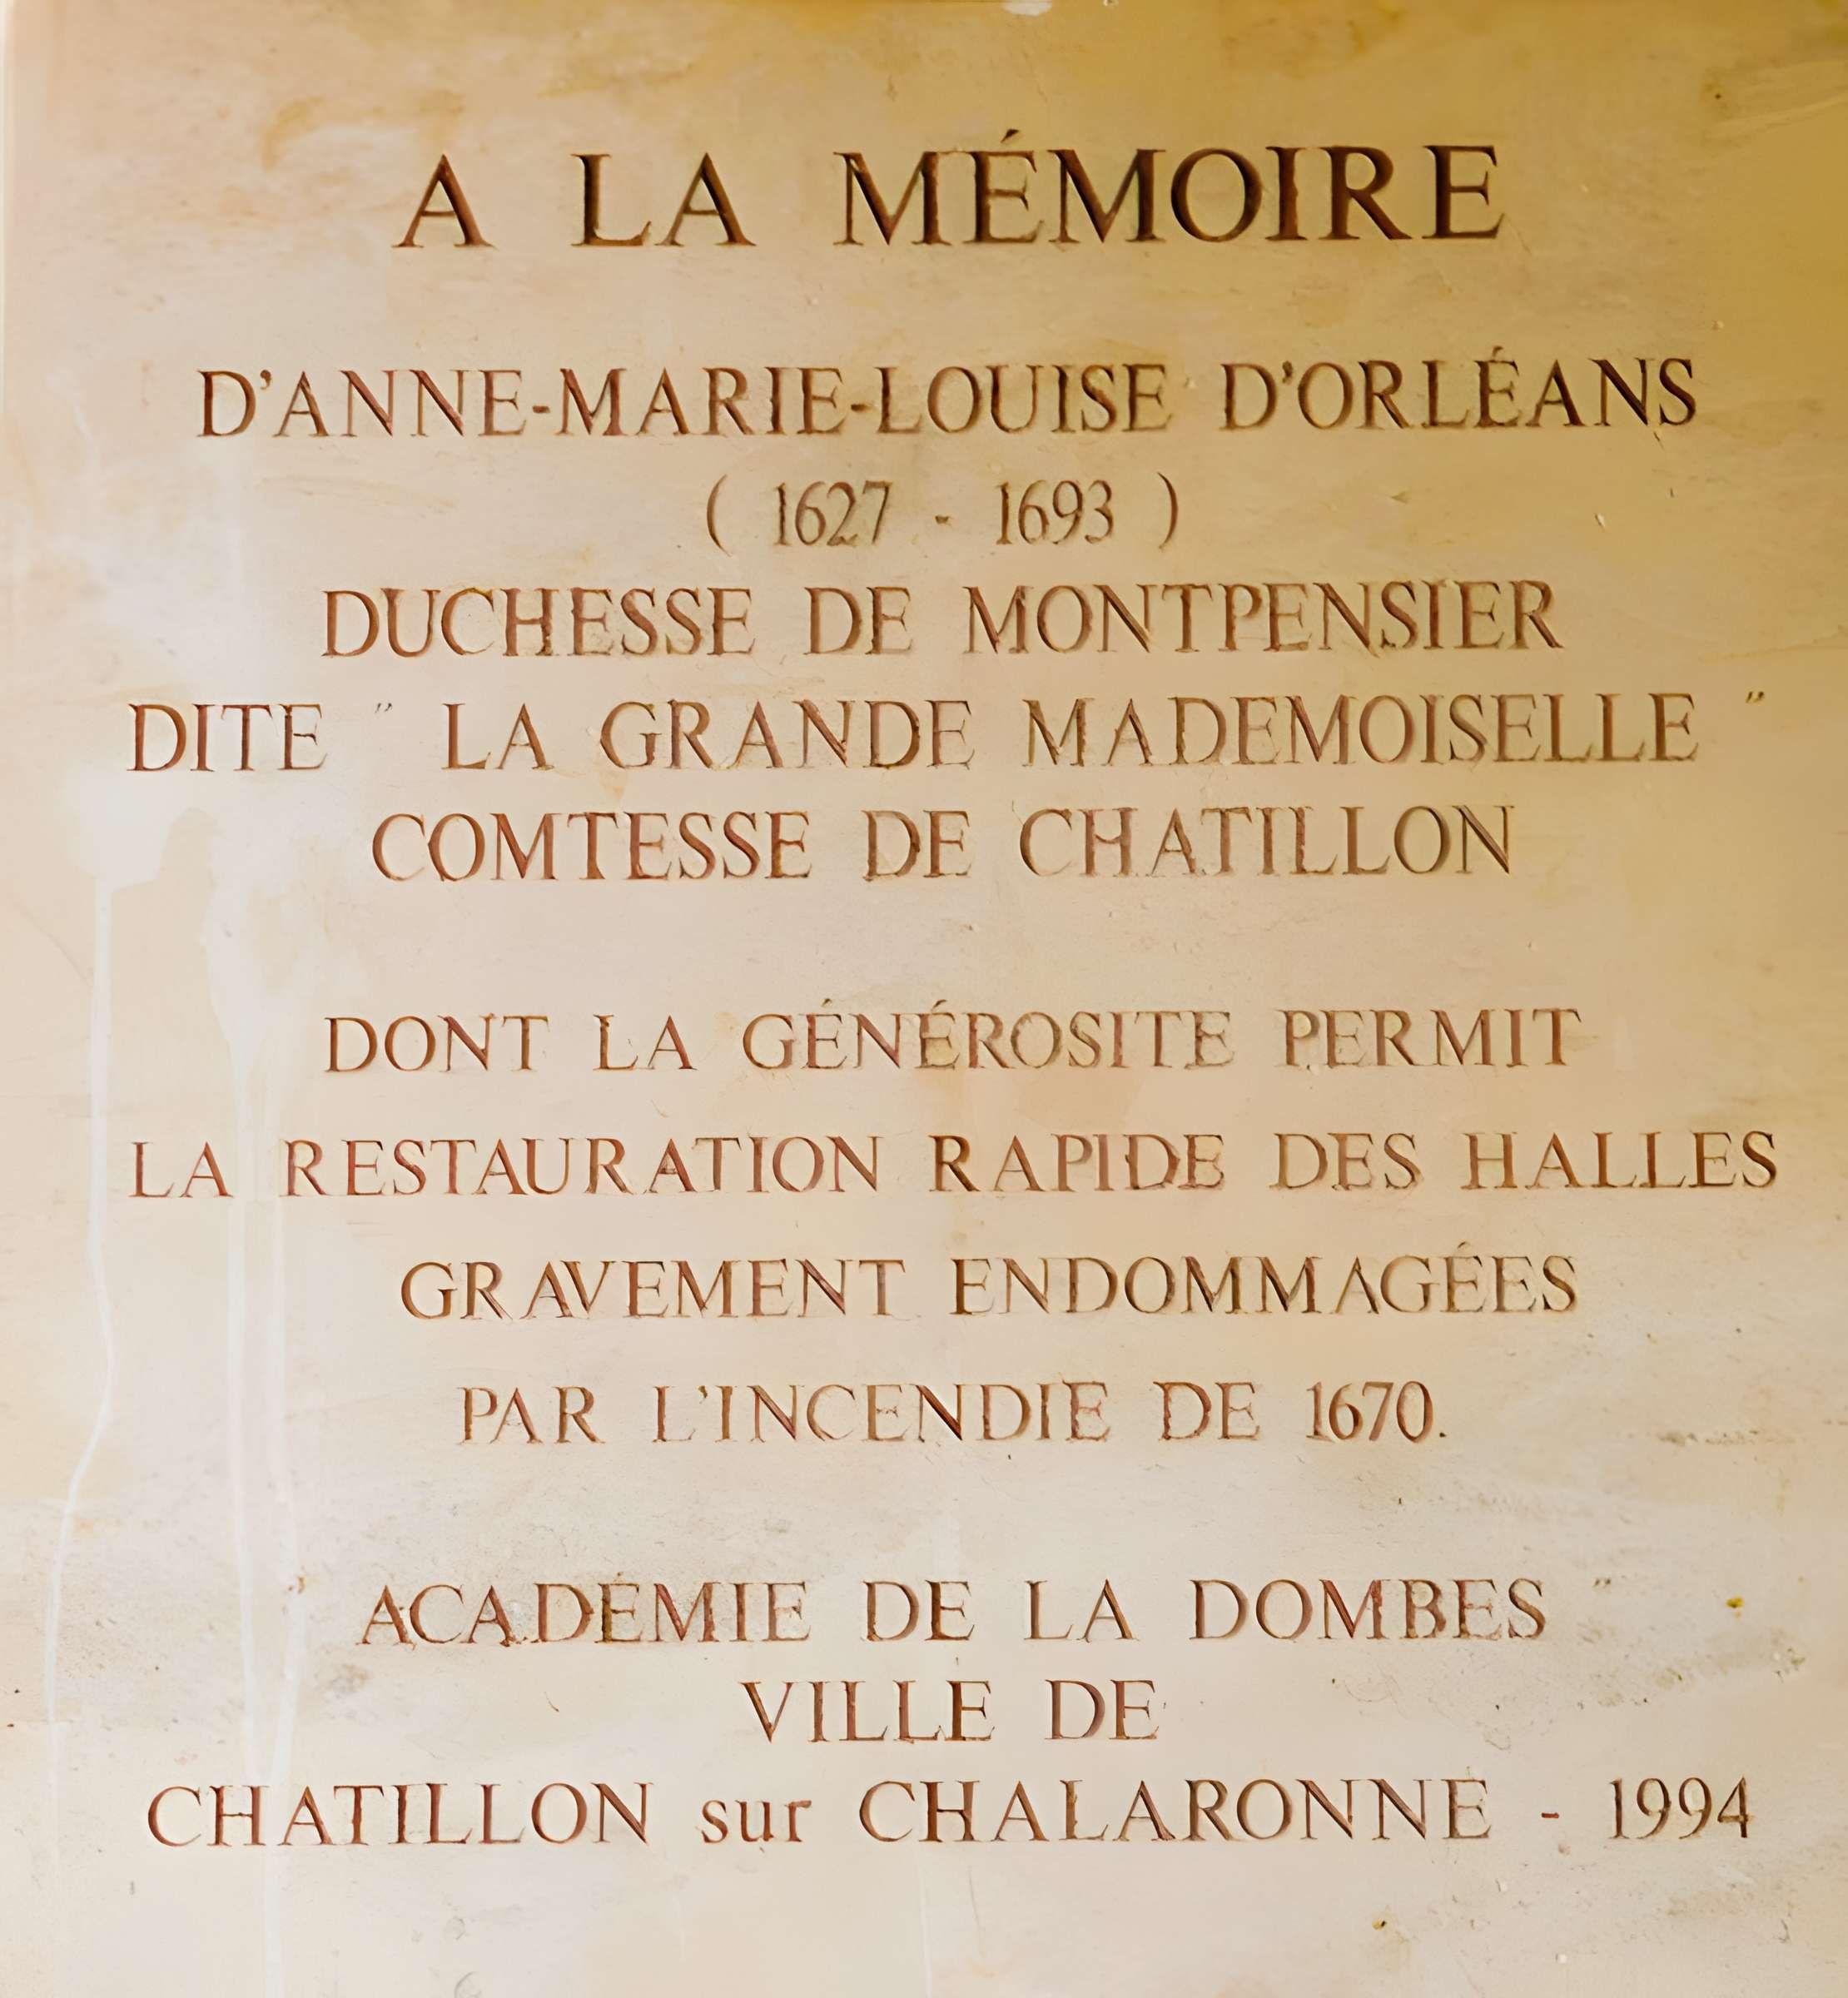 A LA MÉMOIRE
D'ANNE-MARIE-LOUISE D'ORLÉANS
( 1627 - 1693 )
DUCHESSE DE MONTPENSIER
DITE " LA GRANDE MADEMOISELLE "
COMTESSE DE CHATILLON
DONT LA GÉNÉROSITE PERMIT
LA RESTAURATION RAPIDE DES HALLES
GRAVEMENT ENDOMMAGÉES
PAR L'INCENDIE DE 1670.
ACADÉMIE DE LA DOMBES "
VILLE DE
CHATILLON sur CHALARONNE - 1994